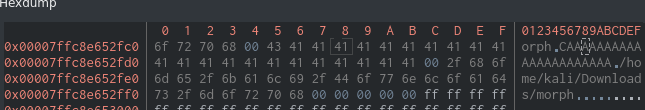 Hexdump
0 1 2 3 4 5 6 7 8 9 A B C D E F 0123456789ABCDEF
0x00007ffc8e652fc0 6f 72 70 68 00 43 41 41 41 41 41 41 41 41 41 41 orph.CAAAAAAAAAA
0x00007ffc8e652fd0 41 41 41 41 41 41 41 41 41 41 41 41 00 2f 68 6f AAAAAAAAAAAA./ho
0x00007ffc8e652fe0 6d 65 2f 6b 61 6c 69 2f 44 6f 77 6e 6c 6f 61 64 me/kali/Download
0x00007ffc8e652ff0 73 2f 6d 6f 72 70 68 00 00 00 00 00 ff ff ff ff s/morph.........